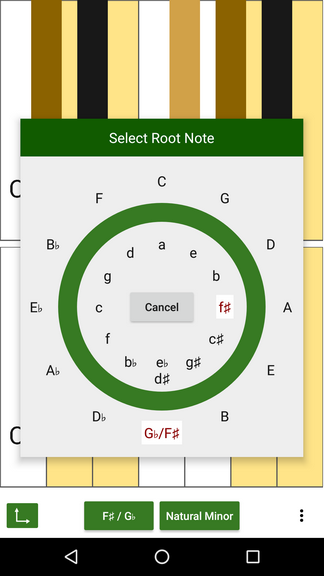 Select Root Note
C
F
G
B♭
D
E♭
A
A♭
E
D♭
B
G♭/F♯
a
d
e
g
b
c
f♯
f
c♯
b♭
e♭
d♯
g♯
Cancel
C
C
F♯ / G♭
Natural Minor